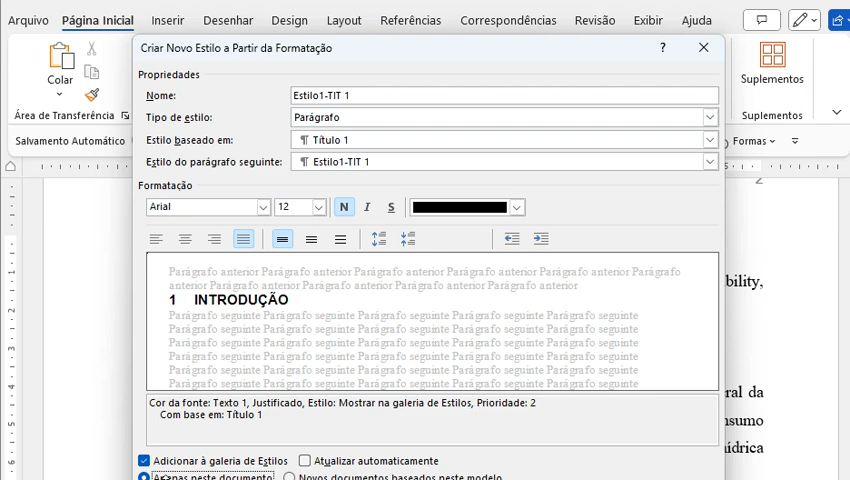 Arquivo Página Inicial Inserir Desenhar Design Layout Referências Correspondências Revisão Exibir Ajuda
Criar Novo Estilo a Partir da Formatação ?
Propriedades
Colar
Suplementos
Nome: Estilo1-TIT 1
Área de Transferência Suplementos
Tipo de estilo: Parágrafo
Salvamento Automático Formas
Estilo baseado em: ¶ Título 1
Estilo do parágrafo seguinte: ¶ Estilo1-TIT 1
2
Formatação
Arial 12 N I S
Parágrafo anterior Parágrafo anterior Parágrafo anterior Parágrafo anterior Parágrafo anterior Parágrafo
anterior Parágrafo anterior Parágrafo anterior Parágrafo anterior Parágrafo anterior
bility,
1 INTRODUÇÃO
Parágrafo seguinte Parágrafo seguinte Parágrafo seguinte Parágrafo seguinte Parágrafo seguinte
Parágrafo seguinte Parágrafo seguinte Parágrafo seguinte Parágrafo seguinte Parágrafo seguinte
Parágrafo seguinte Parágrafo seguinte Parágrafo seguinte Parágrafo seguinte Parágrafo seguinte
Parágrafo seguinte Parágrafo seguinte Parágrafo seguinte Parágrafo seguinte Parágrafo seguinte
Parágrafo seguinte Parágrafo seguinte Parágrafo seguinte Parágrafo seguinte Parágrafo seguinte
Parágrafo seguinte Parágrafo seguinte Parágrafo seguinte Parágrafo seguinte Parágrafo seguinte
ral da
Cor da fonte: Texto 1, Justificado, Estilo: Mostrar na galeria de Estilos, Prioridade: 2
Com base em: Título 1
nsumo
ídrica
Adicionar à galeria de Estilos Atualizar automaticamente
Apenas neste documento Novos documentos baseados neste modelo